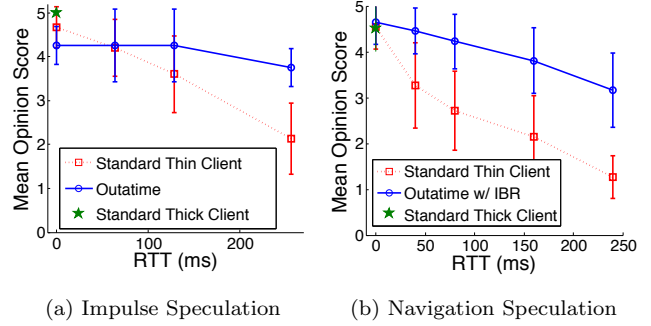 5
4
3
2
1
0
Mean Opinion Score
Standard Thin Client
Outatime
Standard Thick Client
0
100
200
RTT (ms)
(a) Impulse Speculation
5
4
3
2
1
0
Mean Opinion Score
Standard Thin Client
Outatime w/ IBR
Standard Thick Client
0
50
100
150
200
250
RTT (ms)
(b) Navigation Speculation